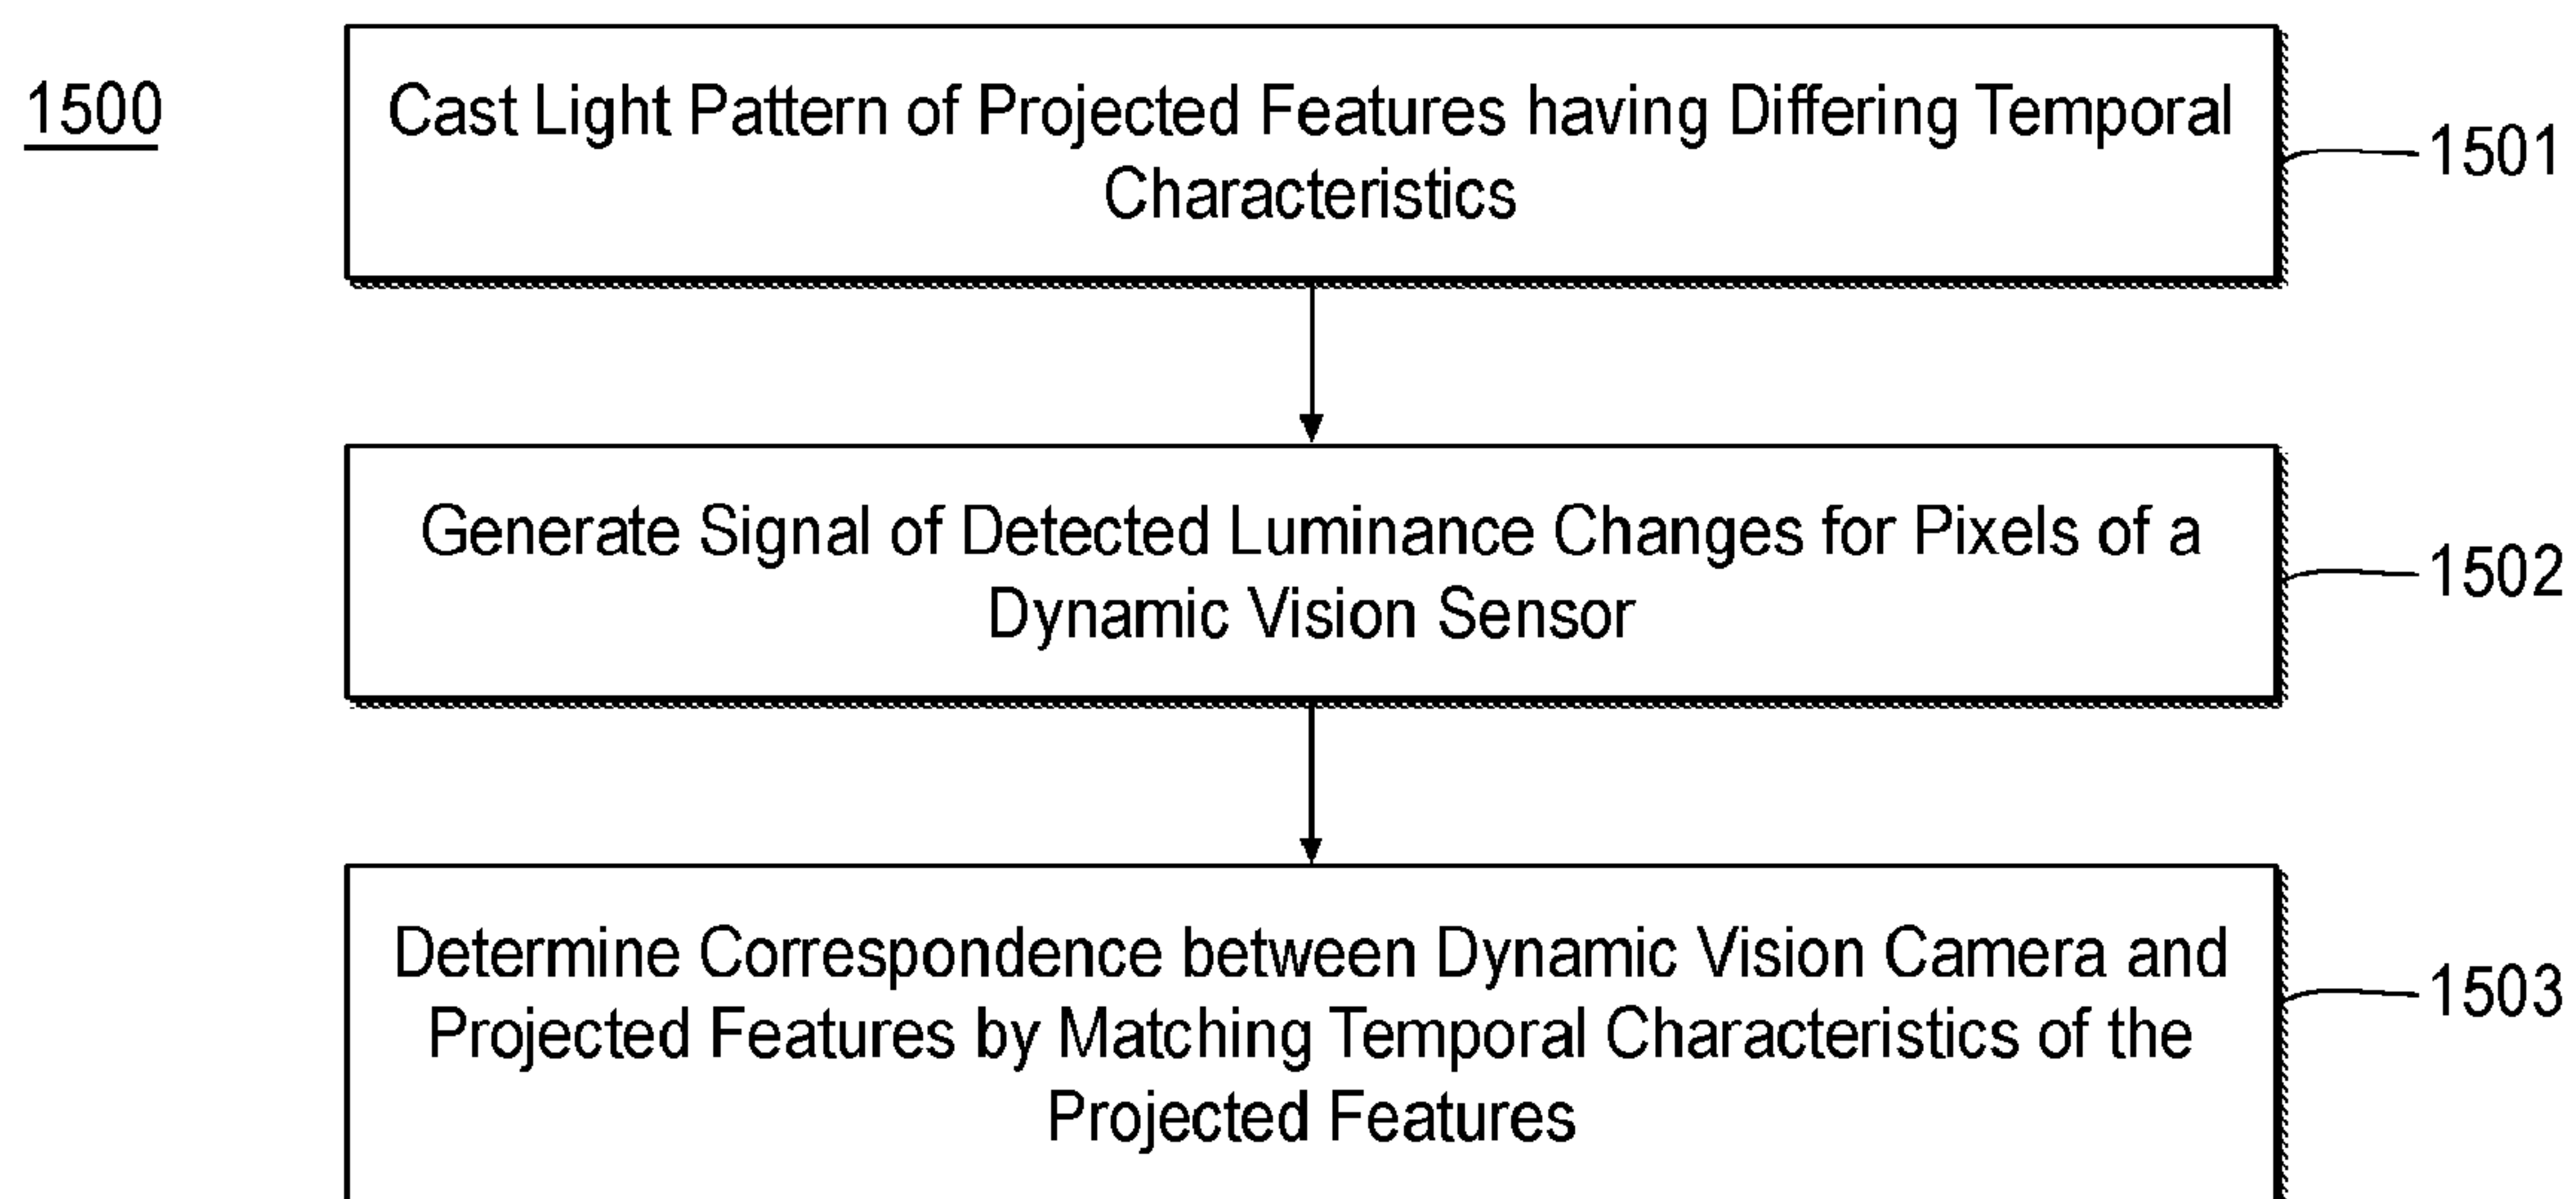 1500
Cast Light Pattern of Projected Features having Differing Temporal
Characteristics
1501
Generate Signal of Detected Luminance Changes for Pixels of a
Dynamic Vision Sensor
1502
Determine Correspondence between Dynamic Vision Camera and
Projected Features by Matching Temporal Characteristics of the
Projected Features
1503